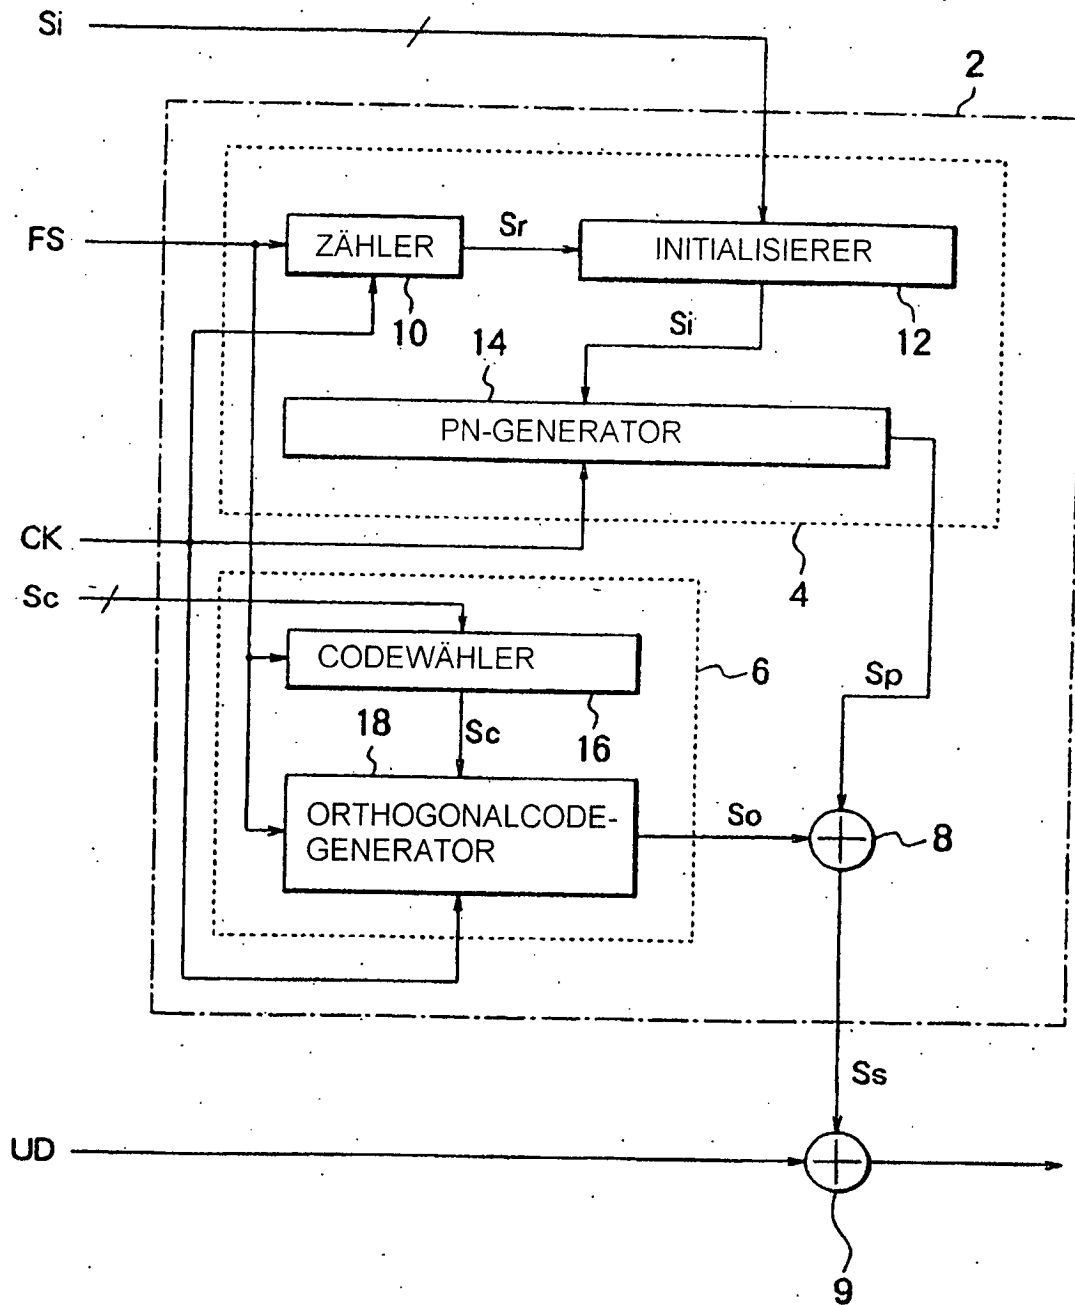 Si
2
FS
ZÄHLER
Sr
INITIALISIERER
10
Si
12
14
PN-GENERATOR
CK
Sc
4
CODEWÄHLER
6
Sp
18
Sc
16
ORTHOGONALCODE-
GENERATOR
So
8
Ss
UD
9